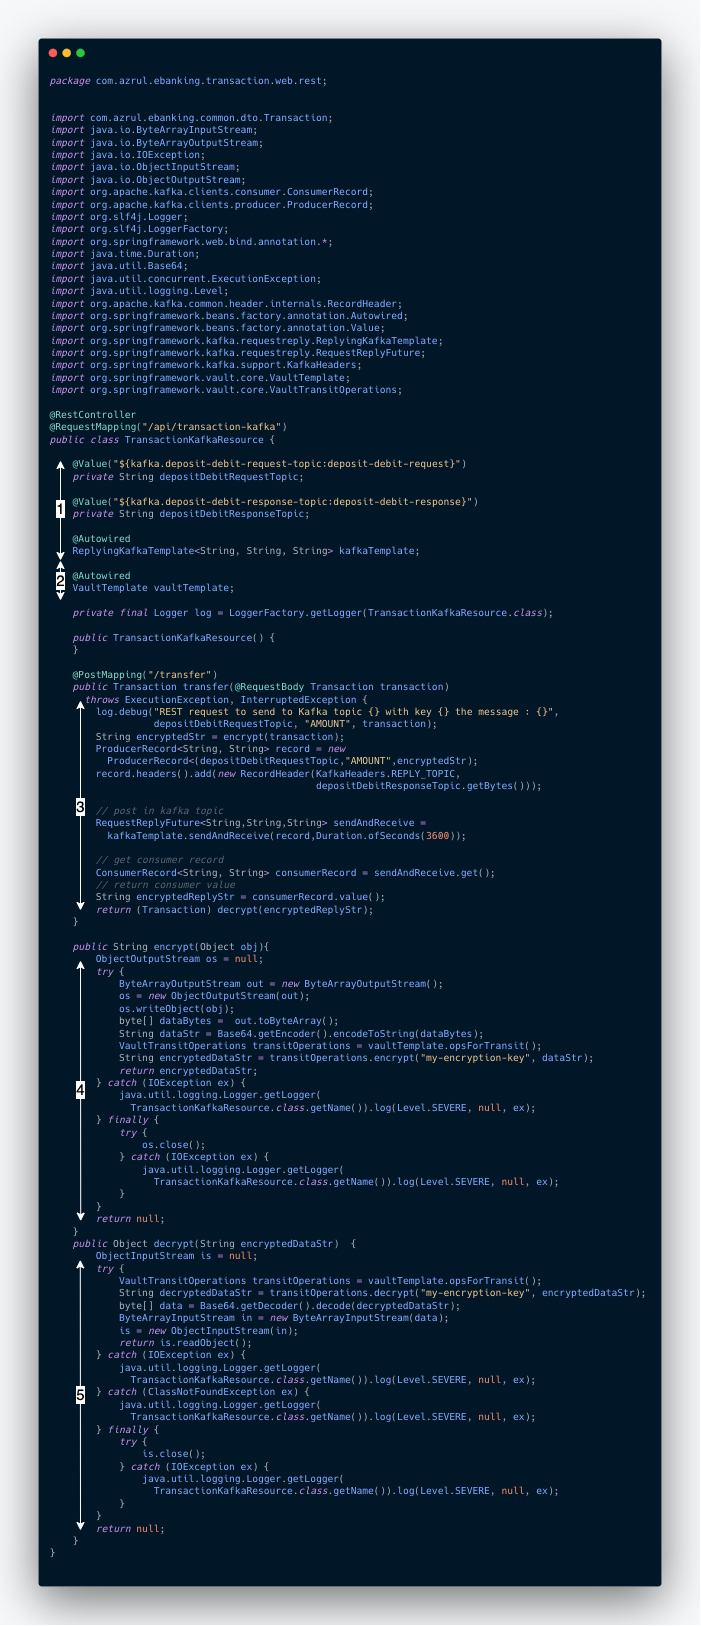 package com.azrul.ebanking.transaction.web.rest;
import com.azrul.ebanking.common.dto.Transaction;
import java.io.ByteArrayInputStream;
import java.io.ByteArrayOutputStream;
import java.io.IOException;
import java.io.ObjectInputStream;
import java.io.ObjectOutputStream;
import org.apache.kafka.clients.consumer.ConsumerRecord;
import org.apache.kafka.clients.producer.ProducerRecord;
import org.slf4j.Logger;
import org.slf4j.LoggerFactory;
import org.springframework.web.bind.annotation.*;
import java.time.Duration;
import java.util.Base64;
import java.util.concurrent.ExecutionException;
import java.util.logging.Level;
import org.apache.kafka.common.header.internals.RecordHeader;
import org.springframework.beans.factory.annotation.Autowired;
import org.springframework.beans.factory.annotation.Value;
import org.springframework.kafka.requestreply.ReplyingKafkaTemplate;
import org.springframework.kafka.requestreply.RequestReplyFuture;
import org.springframework.kafka.support.KafkaHeaders;
import org.springframework.vault.core.VaultTemplate;
import org.springframework.vault.core.VaultTransitOperations;
@RestController
@RequestMapping("/api/transaction-kafka")
public class TransactionKafkaResource {
@Value("${kafka.deposit-debit-request-topic:deposit-debit-request}")
private String depositDebitRequestTopic;
@Value("${kafka.deposit-debit-response-topic:deposit-debit-response}")
1
private String depositDebitResponseTopic;
@Autowired
ReplyingKafkaTemplate<String, String, String> kafkaTemplate;
@Autowired
2
VaultTemplate vaultTemplate;
private final Logger log = LoggerFactory.getLogger(TransactionKafkaResource.class);
public TransactionKafkaResource() {
}
@PostMapping("/transfer")
public Transaction transfer(@RequestBody Transaction transaction)
throws ExecutionException, InterruptedException {
log.debug("REST request to send to Kafka topic {} with key {} the message : {}",
depositDebitRequestTopic, "AMOUNT", transaction);
String encryptedStr = encrypt(transaction);
ProducerRecord<String, String> record = new
ProducerRecord<(depositDebitRequestTopic,"AMOUNT",encryptedStr);
record.headers().add(new RecordHeader(KafkaHeaders.REPLY_TOPIC,
depositDebitResponseTopic.getBytes()));
3
// post in kafka topic
RequestReplyFuture<String,String,String> sendAndReceive =
kafkaTemplate.sendAndReceive(record,Duration.ofSeconds(3600));
// get consumer record
ConsumerRecord<String, String> consumerRecord = sendAndReceive.get();
// return consumer value
String encryptedReplyStr = consumerRecord.value();
return (Transaction) decrypt(encryptedReplyStr);
}
public String encrypt(Object obj){
ObjectOutputStream os = null;
try {
ByteArrayOutputStream out = new ByteArrayOutputStream();
os = new ObjectOutputStream(out);
os.writeObject(obj);
byte[] dataBytes =  out.toByteArray();
String dataStr = Base64.getEncoder().encodeToString(dataBytes);
VaultTransitOperations transitOperations = vaultTemplate.opsForTransit();
String encryptedDataStr = transitOperations.encrypt("my-encryption-key", dataStr);
return encryptedDataStr;
} catch (IOException ex) {
4
java.util.logging.Logger.getLogger(
TransactionKafkaResource.class.getName()).log(Level.SEVERE, null, ex);
} finally {
try {
os.close();
} catch (IOException ex) {
java.util.logging.Logger.getLogger(
TransactionKafkaResource.class.getName()).log(Level.SEVERE, null, ex);
}
}
return null;
}
public Object decrypt(String encryptedDataStr)  {
ObjectInputStream is = null;
try {
VaultTransitOperations transitOperations = vaultTemplate.opsForTransit();
String decryptedDataStr = transitOperations.decrypt("my-encryption-key", encryptedDataStr);
byte[] data = Base64.getDecoder().decode(decryptedDataStr);
ByteArrayInputStream in = new ByteArrayInputStream(data);
is = new ObjectInputStream(in);
return is.readObject();
} catch (IOException ex) {
java.util.logging.Logger.getLogger(
TransactionKafkaResource.class.getName()).log(Level.SEVERE, null, ex);
5
} catch (ClassNotFoundException ex) {
java.util.logging.Logger.getLogger(
TransactionKafkaResource.class.getName()).log(Level.SEVERE, null, ex);
} finally {
try {
is.close();
} catch (IOException ex) {
java.util.logging.Logger.getLogger(
TransactionKafkaResource.class.getName()).log(Level.SEVERE, null, ex);
}
}
return null;
}
}